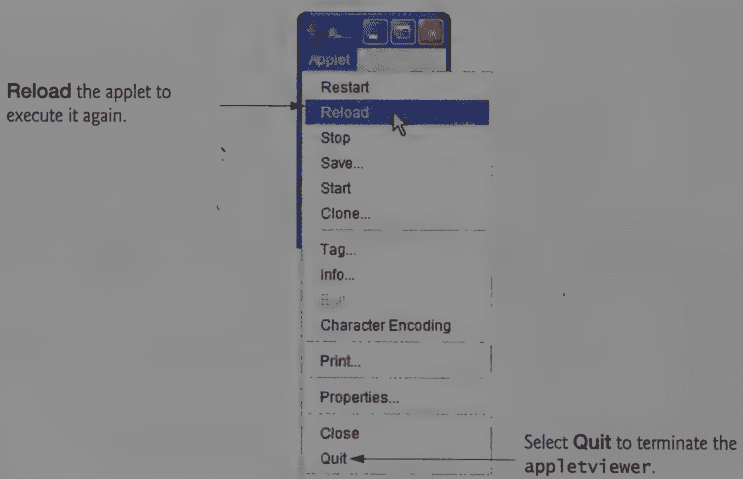 Applet
Reload the applet to
execute it again.
Restart
Reload
Stop
Save...
Start
Clone...
Tag...
Info...
Character Encoding
Print...
Properties...
Close
Quit
Select Quit to terminate the
appletviewer.